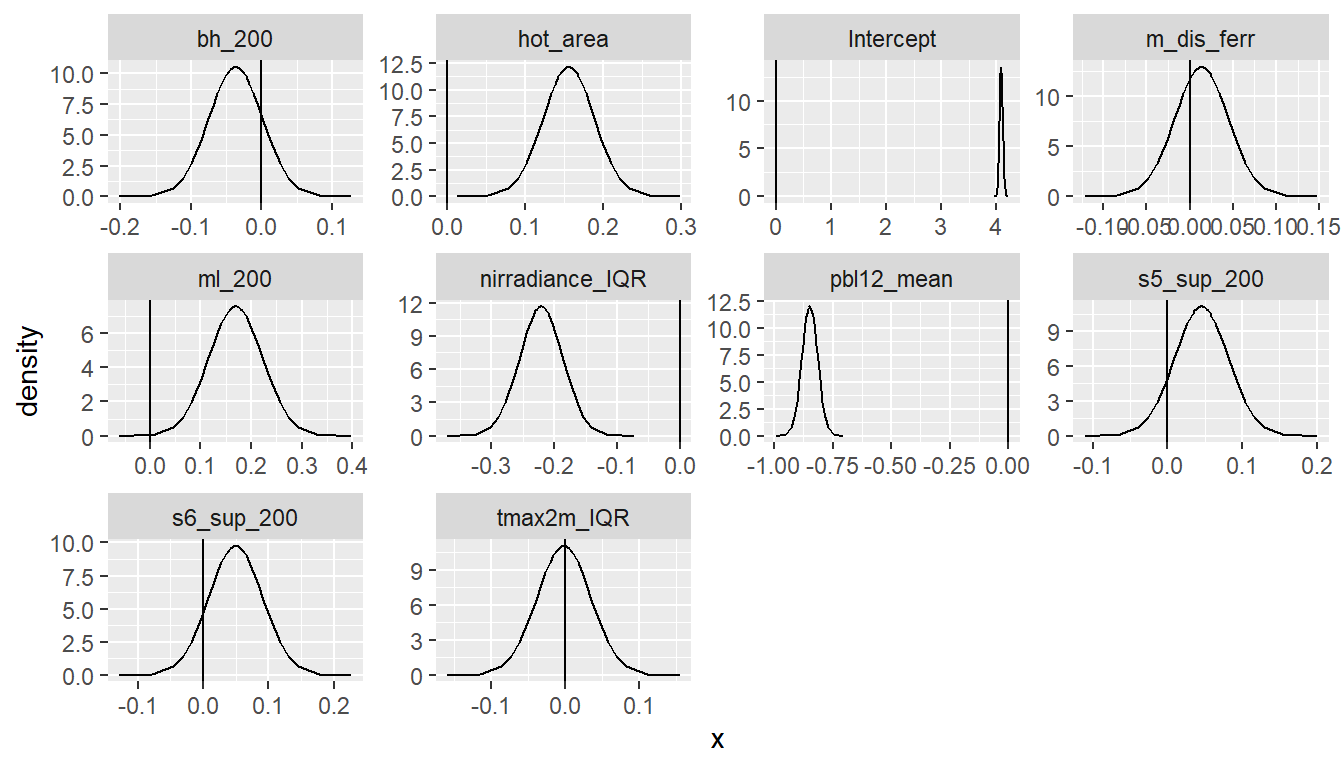 bh_200 hot_area Intercept m_dis_ferr
10.0 7.5 5.0 2.5 0.0
12.5 10.0 7.5 5.0 2.5 0.0
10 5 0
10 5 0
-0.2 -0.1 0.0 0.1
0.0 0.1 0.2 0.3
0 1 2 3 4
-0.10 -0.05 0.00 0.05 0.10 0.15
ml_200 nirradiance_IQR pbl12_mean s5_sup_200
6 4 2 0
12 9 6 3 0
12.5 10.0 7.5 5.0 2.5 0.0
9 6 3 0
0.0 0.1 0.2 0.3 0.4
-0.3 -0.2 -0.1 0.0
-1.00 -0.75 -0.50 -0.25 0.00
-0.1 0.0 0.1 0.2
s6_sup_200 tmax2m_IQR
10.0 7.5 5.0 2.5 0.0
9 6 3 0
-0.1 0.0 0.1 0.2
-0.1 0.0 0.1
density
x